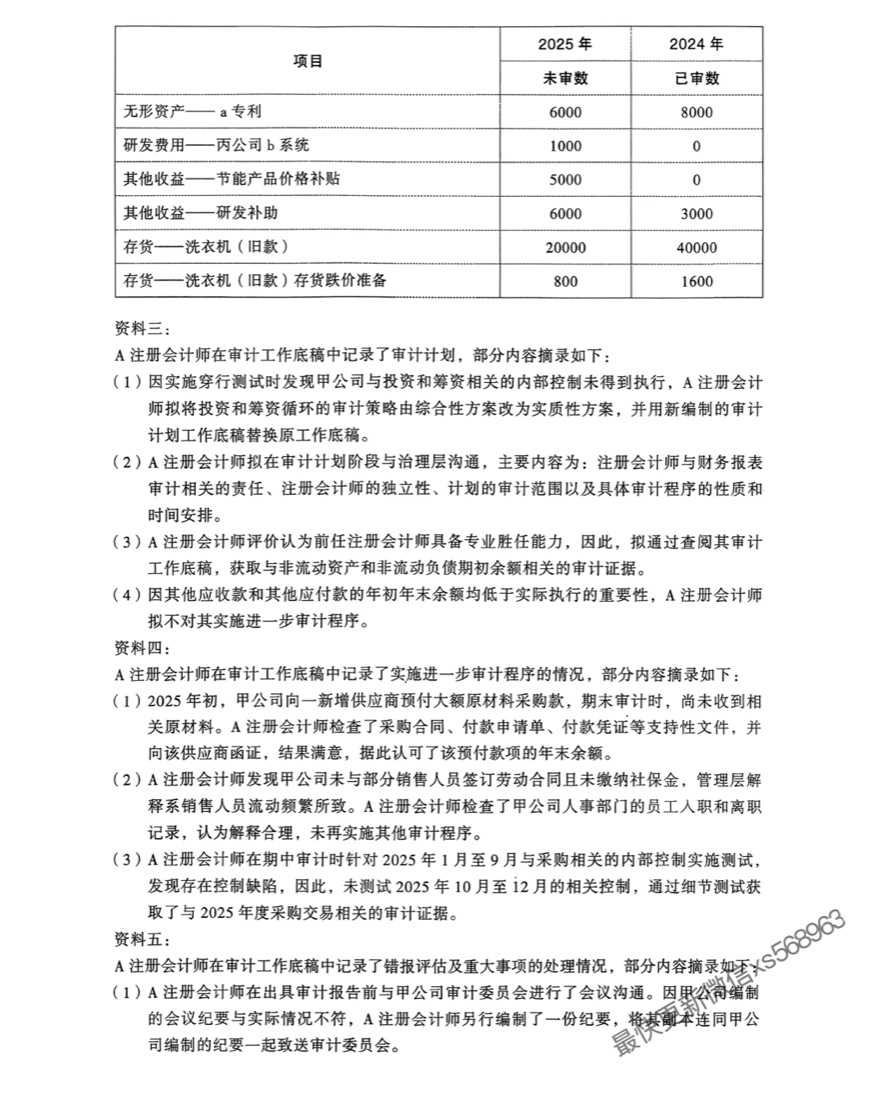 项目 2025 年 2024 年
未审数 已审数
无形资产—— a 专利 6000 8000
研发费用——丙公司 b 系统 1000 0
其他收益——节能产品价格补贴 5000 0
其他收益——研发补助 6000 3000
存货——洗衣机（旧款） 20000 40000
存货——洗衣机（旧款）存货跌价准备 800 1600
资料三：
A 注册会计师在审计工作底稿中记录了审计计划，部分内容摘录如下：
（1）因实施穿行测试时发现甲公司与投资和筹资相关的内部控制未得到执行，A 注册会计
师拟将投资和筹资循环的审计策略由综合性方案改为实质性方案，并用新编制的审计
计划工作底稿替换原工作底稿。
（2）A 注册会计师拟在审计计划阶段与治理层沟通，主要内容为：注册会计师与财务报表
审计相关的责任、注册会计师的独立性、计划的审计范围以及具体审计程序的性质和
时间安排。
（3）A 注册会计师评价认为前任注册会计师具备专业胜任能力，因此，拟通过查阅其审计
工作底稿，获取与非流动资产和非流动负债期初余额相关的审计证据。
（4）因其他应收款和其他应付款的年初年末余额均低于实际执行的重要性，A 注册会计师
拟不对其实施进一步审计程序。
资料四：
A 注册会计师在审计工作底稿中记录了实施进一步审计程序的情况，部分内容摘录如下：
（1）2025 年初，甲公司向一新增供应商预付大额原材料采购款，期末审计时，尚未收到相
关原材料。A 注册会计师检查了采购合同、付款申请单、付款凭证等支持性文件，并
向该供应商函证，结果满意，据此认可了该预付款项的年末余额。
（2）A 注册会计师发现甲公司未与部分销售人员签订劳动合同且未缴纳社保金，管理层解
释系销售人员流动频繁所致。A 注册会计师检查了甲公司人事部门的员工入职和离职
记录，认为解释合理，未再实施其他审计程序。
（3）A 注册会计师在期中审计时针对 2025 年 1 月至 9 月与采购相关的内部控制实施测试，
发现存在控制缺陷，因此，未测试 2025 年 10 月至 12 月的相关控制，通过细节测试获
取了与 2025 年度采购交易相关的审计证据。
资料五：
A 注册会计师在审计工作底稿中记录了错报评估及重大事项的处理情况，部分内容摘录如下：
（1）A 注册会计师在出具审计报告前与甲公司审计委员会进行了会议沟通。因甲公司编制
的会议纪要与实际情况不符，A 注册会计师另行编制了一份纪要，将其副本连同甲公
司编制的纪要一起致送审计委员会。
最快更新微信xs568963